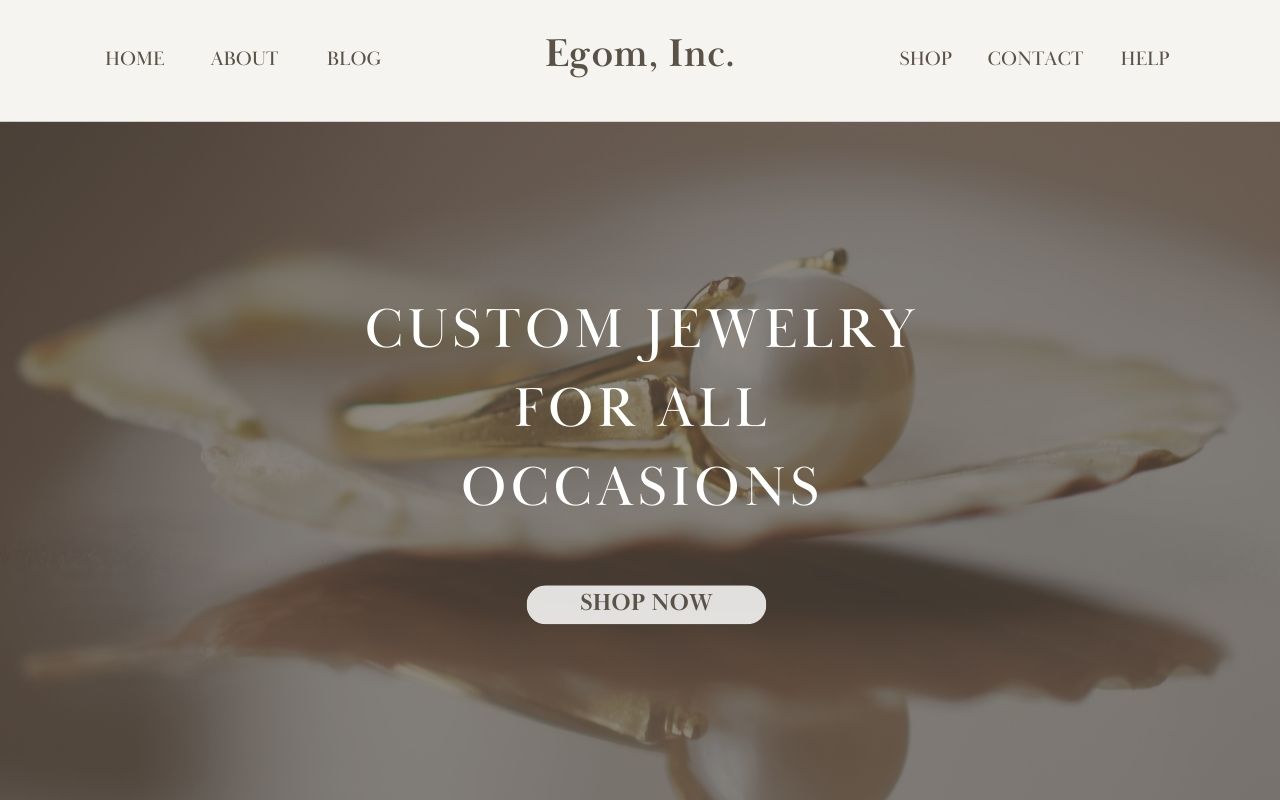 HOME ABOUT BLOG Egom, Inc. SHOP CONTACT HELP
CUSTOM JEWELRY
FOR ALL
OCCASIONS
SHOP NOW